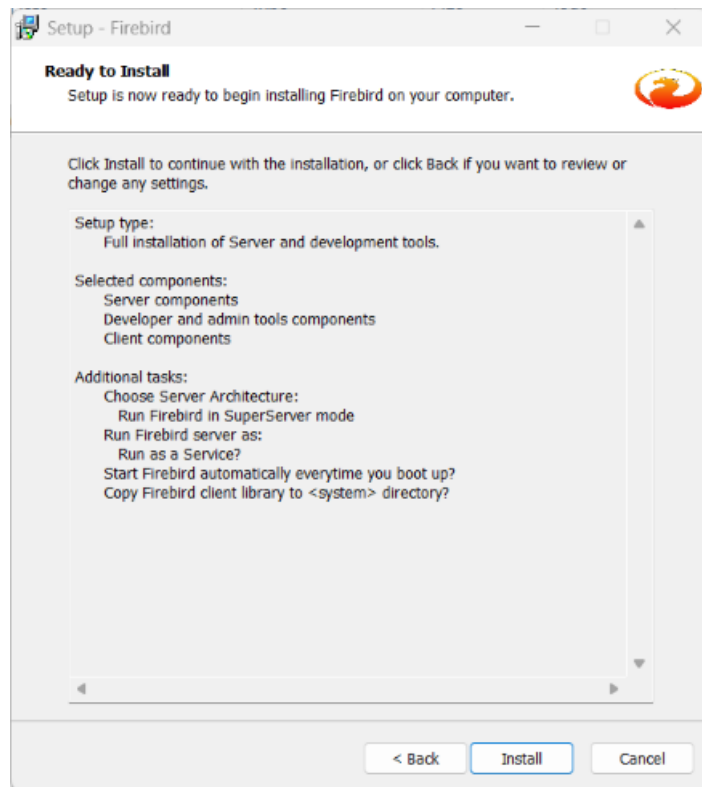 Setup - Firebird
Ready to Install
Setup is now ready to begin installing Firebird on your computer.
Click Install to continue with the installation, or click Back if you want to review or
change any settings.
Setup type:
Full installation of Server and development tools.
Selected components:
Server components
Developer and admin tools components
Client components
Additional tasks:
Choose Server Architecture:
Run Firebird in SuperServer mode
Run Firebird server as:
Run as a Service?
Start Firebird automatically everytime you boot up?
Copy Firebird client library to <system> directory?
< Back Install Cancel